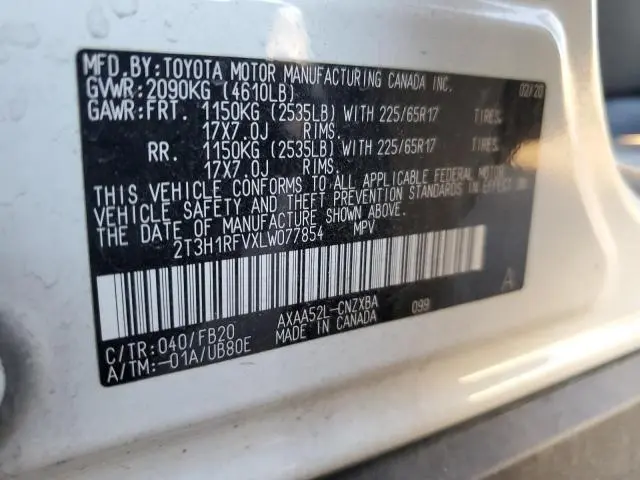 MFD.BY:TOYOTA MOTOR MANUFACTURING CANADA INC. 02/20
GVWR:2090KG (4610LB)
GAWR:FRT. 1150KG (2535LB) WITH 225/65R17 TIRES,
17X7.0J RIMS,
RR. 1150KG (2535LB) WITH 225/65R17 TIRES,
17X7.0J RIMS,
THIS VEHICLE CONFORMS TO ALL APPLICABLE FEDERAL MOTOR
VEHICLE SAFETY AND THEFT PREVENTION STANDARDS IN EFFECT ON
THE DATE OF MANUFACTURE SHOWN ABOVE.
2T3H1RFVXLW077854 MPV
A
C/TR:040/FB20 AXAA52L-CNZXBA 099
A/TM:-01A/UB80E MADE IN CANADA